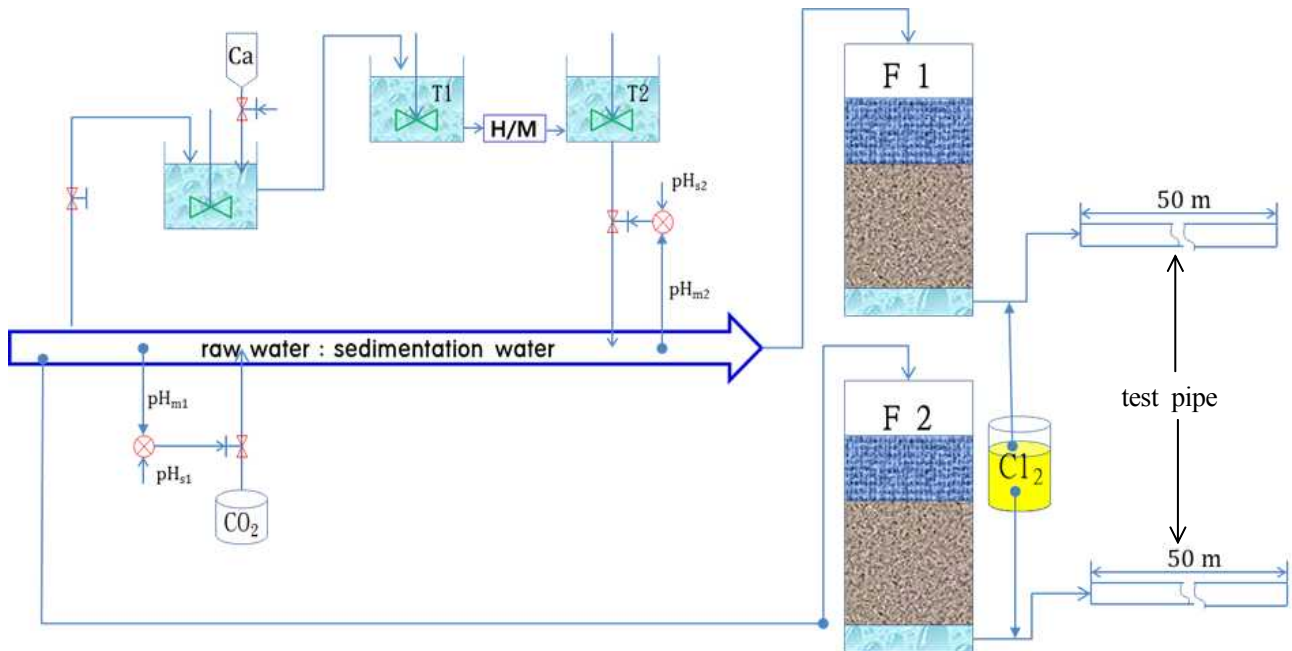 Ca
T1
H/M
T2
F 1
pHs2
50 m
pHm2
raw water : sedimentation water
pHm1
test pipe
F 2
Cl2
pHs1
CO2
50 m